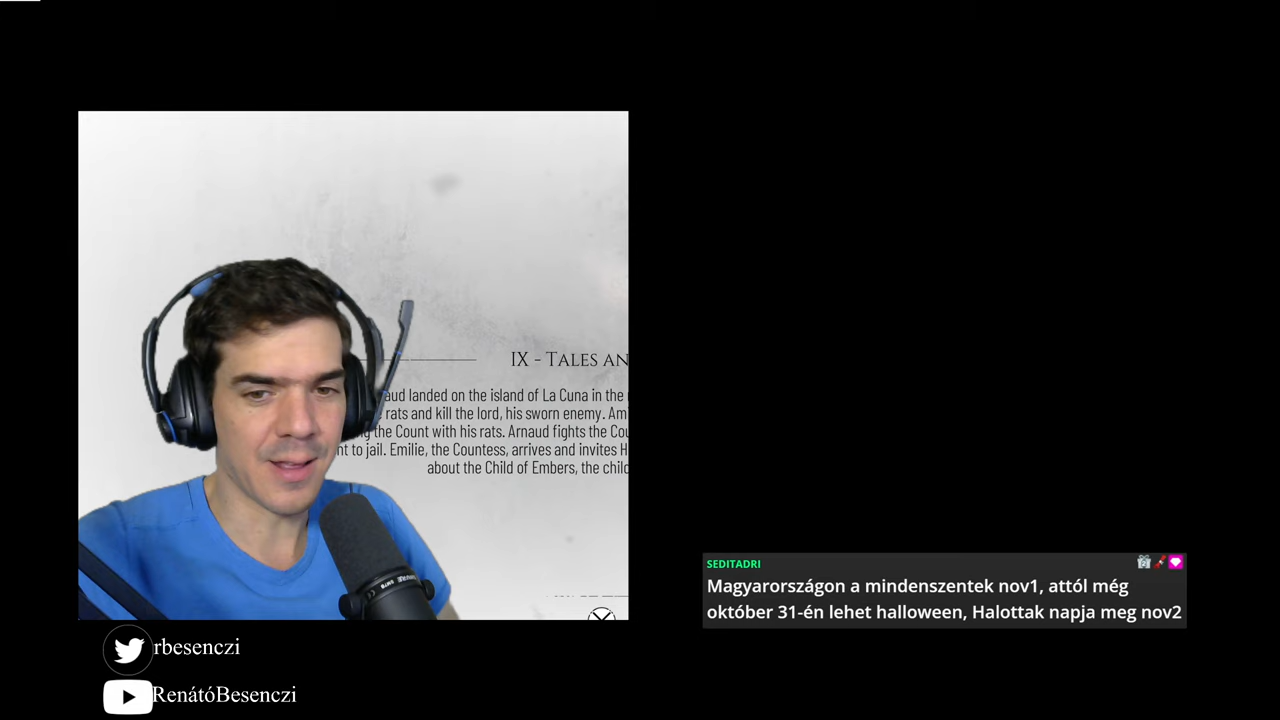 IX - TALES AN
aud landed on the island of La Cuna in the
rats and kill the lord, his sworn enemy. Am
the Count with his rats. Arnaud fights the Cou
nt to jail. Emilie, the Countess, arrives and invites H
about the Child of Embers, the child
SEDITADRI
Magyarországon a mindenszentek nov1, attól még
október 31-én lehet halloween, Halottak napja meg nov2
rbesenczi
RenátóBesenczi